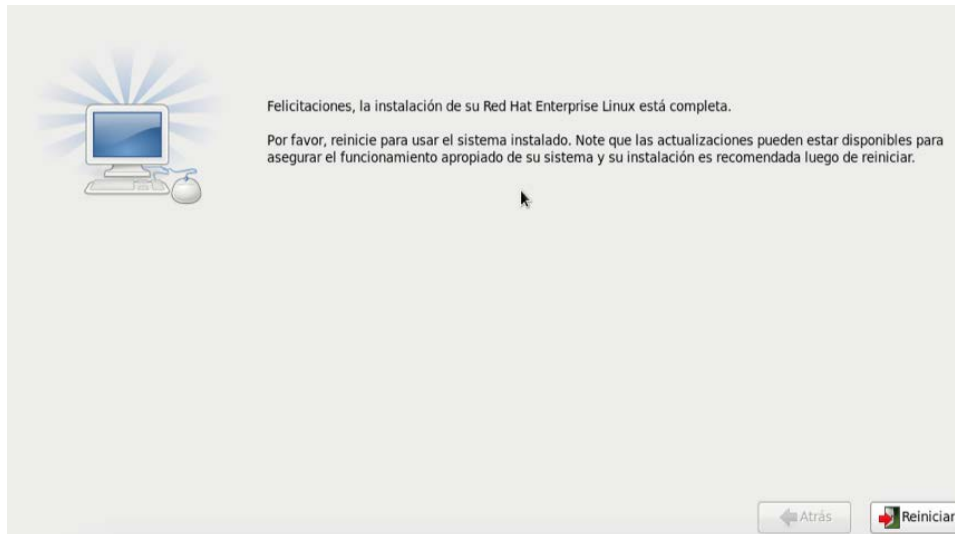 Felicitaciones, la instalación de su Red Hat Enterprise Linux está completa.
Por favor, reinicie para usar el sistema instalado. Note que las actualizaciones pueden estar disponibles para
asegurar el funcionamiento apropiado de su sistema y su instalación es recomendada luego de reiniciar.
Atrás
Reiniciar